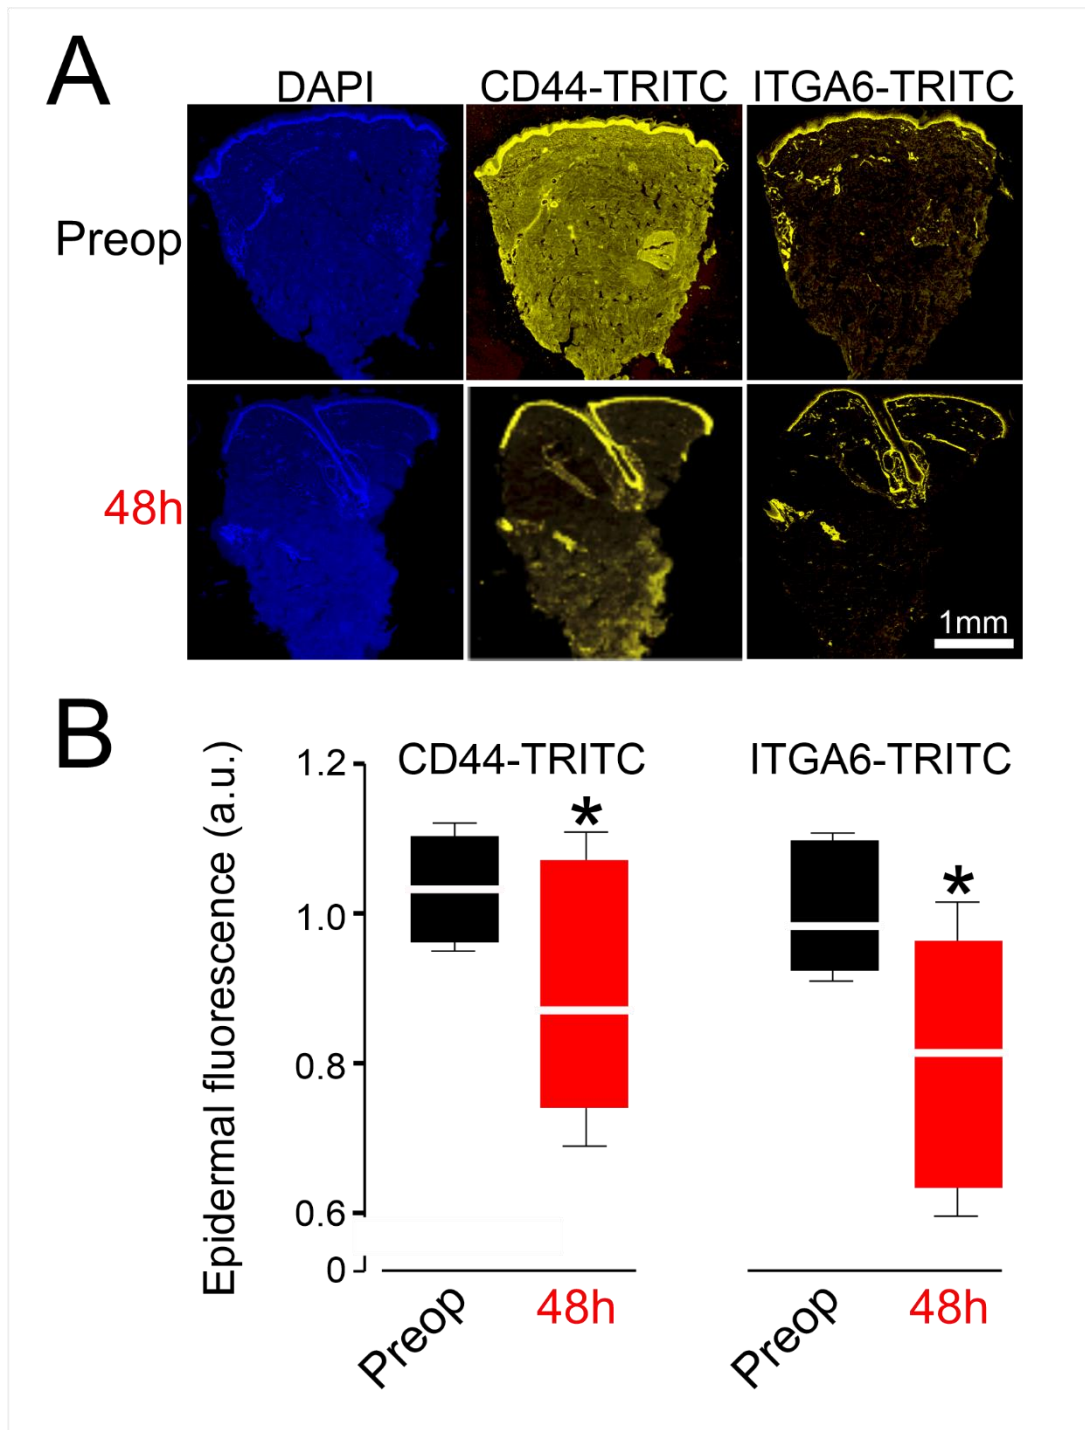 A
DAPI CD44-TRITC ITGA6-TRITC
Preop
48h
1mm
B
CD44-TRITC ITGA6-TRITC
Epidermal fluorescence (a.u.)
1.2
* *
1.0
0.8
0.6
0
Preop 48h Preop 48h